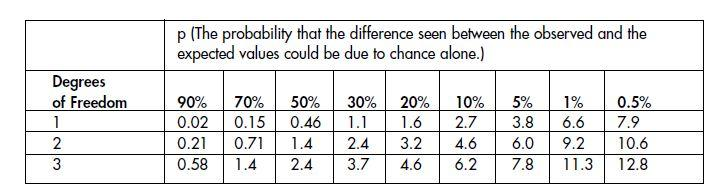 p (The probability that the difference seen between the observed and the
expected values could be due to chance alone.)
Degrees
of Freedom 90% 70% 50% 30% 20% 10% 5% 1% 0.5%
1 0.02 0.15 0.46 1.1 1.6 2.7 3.8 6.6 7.9
2 0.21 0.71 1.4 2.4 3.2 4.6 6.0 9.2 10.6
3 0.58 1.4 2.4 3.7 4.6 6.2 7.8 11.3 12.8